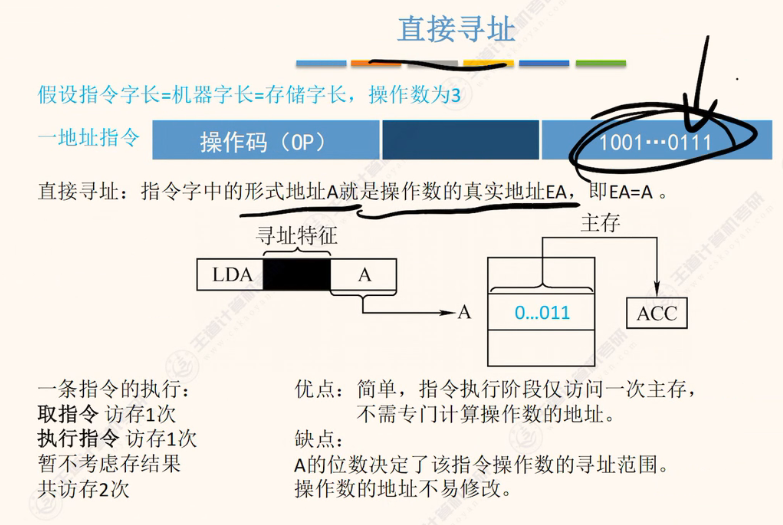 直接寻址
假设指令字长=机器字长=存储字长，操作数为3
一地址指令 操作码（OP） 1001…0111
直接寻址：指令字中的形式地址A就是操作数的真实地址EA，即EA=A 。
寻址特征 主存
LDA A A 0…011 ACC
一条指令的执行：
取指令 访存1次
执行指令 访存1次
暂不考虑存结果
共访存2次
优点：简单，指令执行阶段仅访问一次主存，
不需专门计算操作数的地址。
缺点：
A的位数决定了该指令操作数的寻址范围。
操作数的地址不易修改。
王道计算机考研